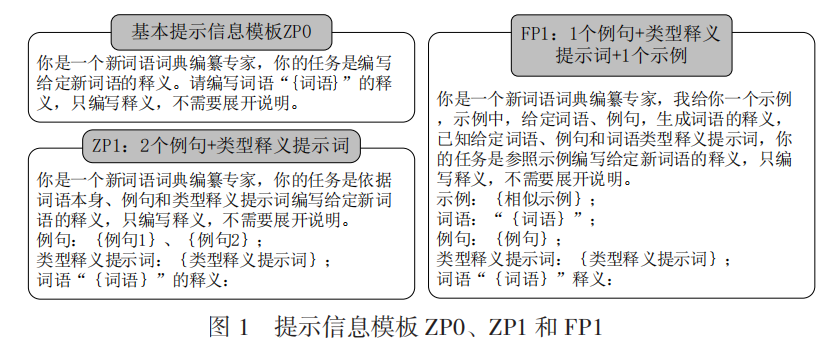 基本提示信息模板ZP0
你是一个新词语词典编纂专家,你的任务是编写
给定新词语的释义。请编写词语“{词语}”的释
义,只编写释义,不需要展开说明。
ZP1:2个例句+类型释义提示词
你是一个新词语词典编纂专家,你的任务是依据
词语本身、例句和类型释义提示词编写给定新词
语的释义,只编写释义,不需要展开说明。
例句:{例句1}、{例句2};
类型释义提示词:{类型释义提示词};
词语“{词语}”的释义:
FP1:1个例句+类型释义
提示词+1个示例
你是一个新词语词典编纂专家,我给你一个示例
,示例中,给定词语、例句,生成词语的释义,
已知给定词语、例句和词语类型释义提示词,你
的任务是参照示例编写给定新词语的释义,只编
写释义,不需要展开说明。
示例:{相似示例};
词语:“{词语}”;
例句:{例句};
类型释义提示词:{类型释义提示词};
词语“{词语}”释义:
图 1 提示信息模板 ZP0、ZP1 和 FP1